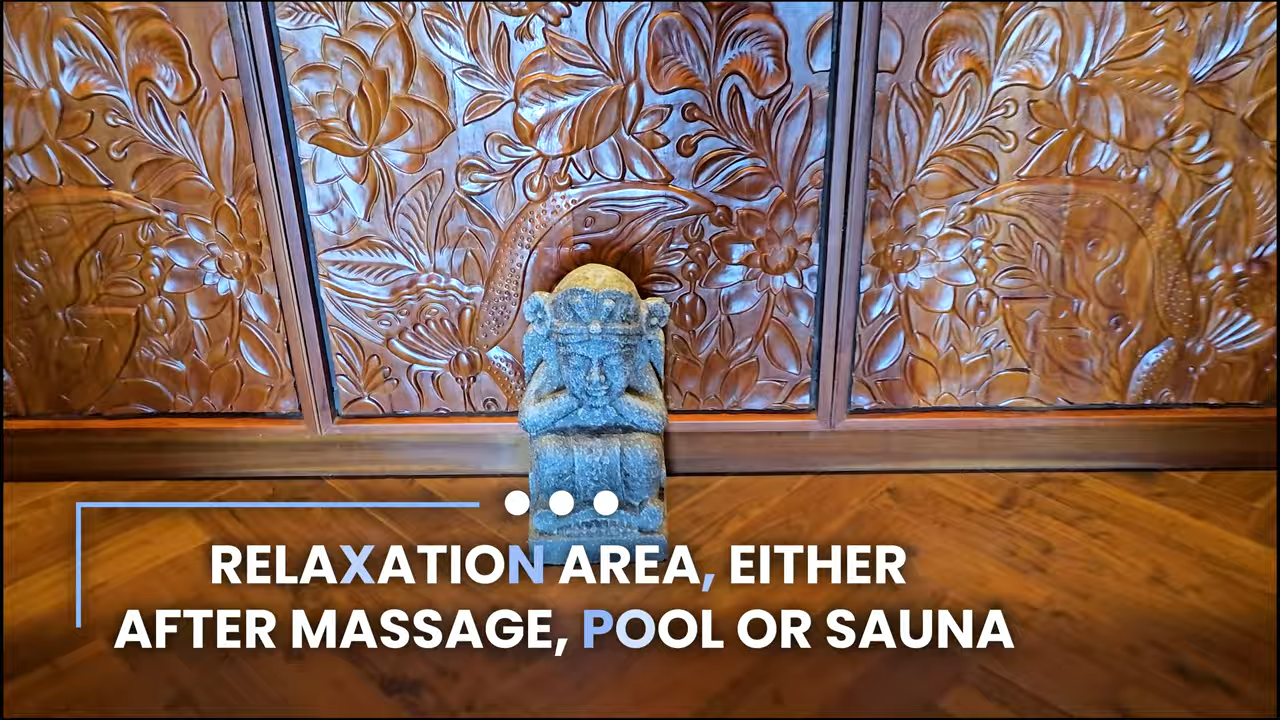 RELAXATION AREA, EITHER
AFTER MASSAGE, POOL OR SAUNA